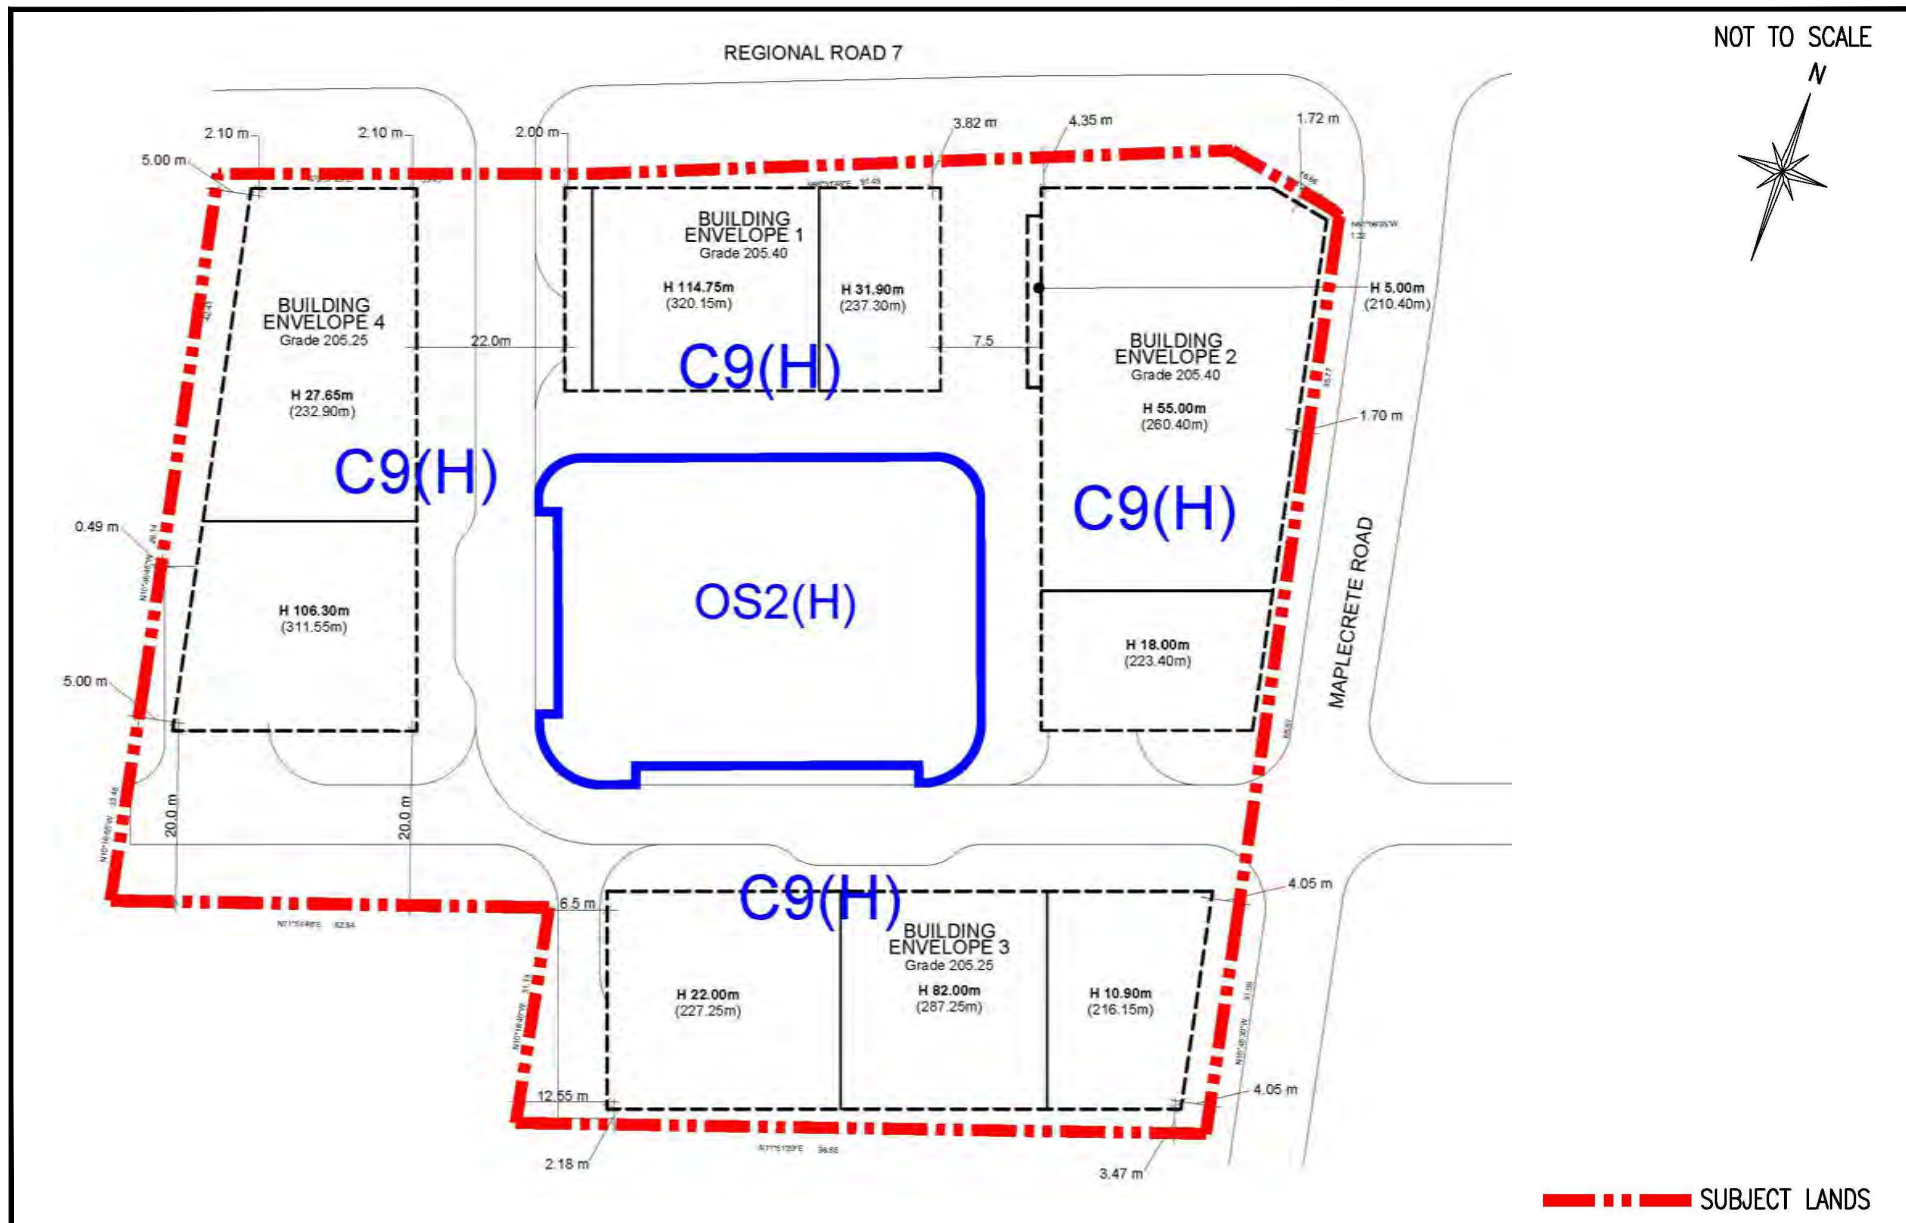 NOT TO SCALE
N
REGIONAL ROAD 7
2.10 m
2.10 m
2.00 m
3.82 m
4.35 m
1.72 m
5.00 m
BUILDING
ENVELOPE 1
Grade 205.40
H 114.75m
(320.15m)
H 31.90m
(237.30m)
H 5.00m
(210.40m)
BUILDING
ENVELOPE 4
Grade 205.25
22.0m
7.5
BUILDING
ENVELOPE 2
Grade 205.40
C9(H)
H 27.65m
(232.90m)
H 55.00m
(260.40m)
1.70 m
C9(H)
C9(H)
0.49 m
OS2(H)
MAPLECRETE ROAD
H 106.30m
(311.55m)
H 18.00m
(223.40m)
5.00 m
20.0 m
20.0 m
C9(H)
4.05 m
6.5 m
BUILDING
ENVELOPE 3
Grade 205.25
H 22.00m
(227.25m)
H 82.00m
(287.25m)
H 10.90m
(216.15m)
12.55 m
4.05 m
2.18 m
3.47 m
SUBJECT LANDS